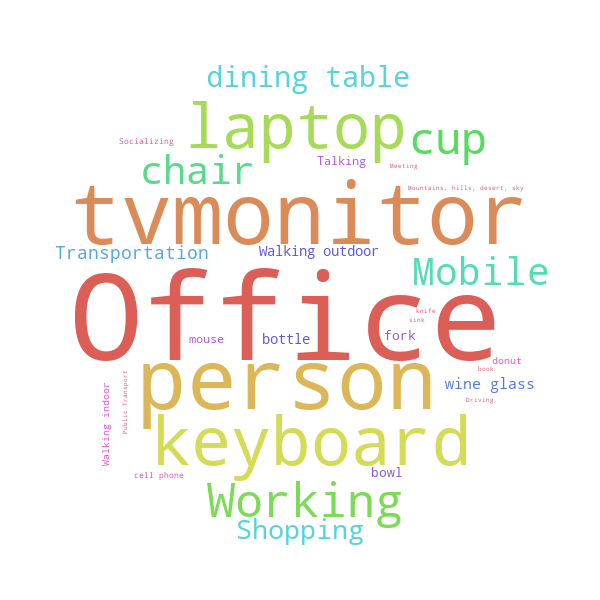 dining table
laptop
cup
Socializing
Talking
Meeting
chair
Mountains, hills, desert, sky
tvmonitor
Transportation
Walking outdoor
Mobile
Office
knife
sink
mouse
bottle
fork
donut
book
person
wine glass
Walking indoor
Public transport
Driving
keyboard
cell phone
bowl
Working
Shopping